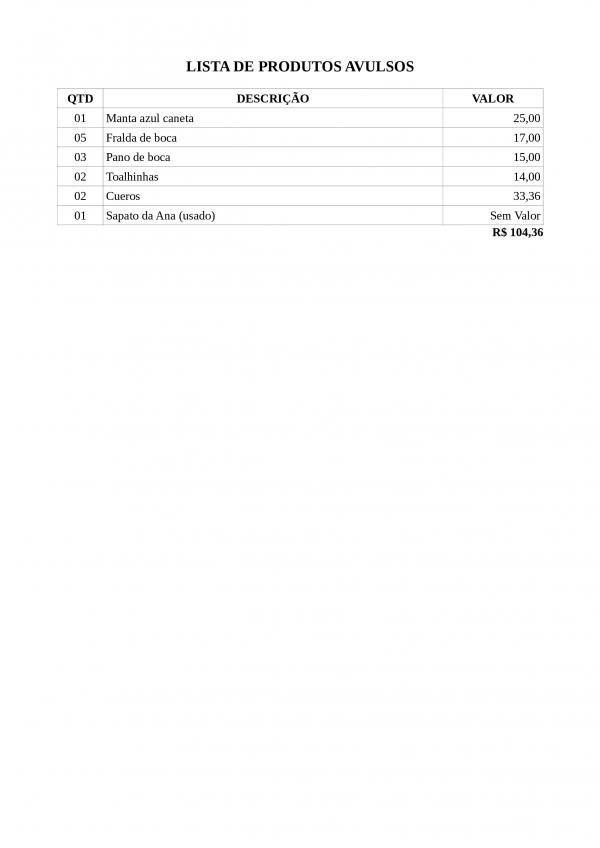 LISTA DE PRODUTOS AVULSOS
QTD DESCRIÇÃO VALOR
01 Manta azul caneta 25,00
05 Fralda de boca 17,00
03 Pano de boca 15,00
02 Toalhinhas 14,00
02 Cueros 33,36
01 Sapato da Ana (usado) Sem Valor
R$ 104,36